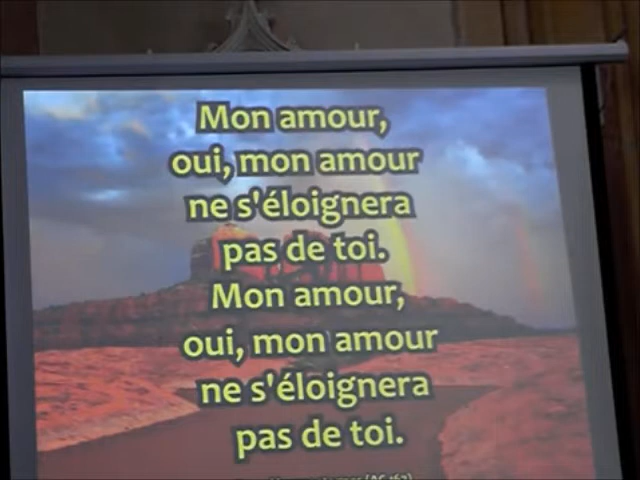 Mon amour,
oui, mon amour
ne s'éloignera
pas de toi.
Mon amour,
oui, mon amour
ne s'éloignera
pas de toi.